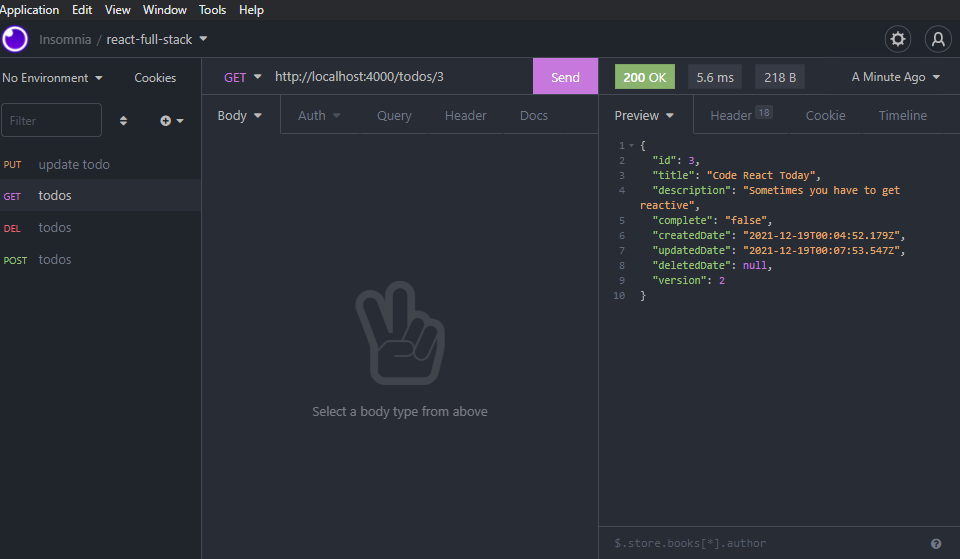 Application Edit View Window Tools Help
Insomnia / react-full-stack
No Environment Cookies
GET http://localhost:4000/todos/3 Send
200 OK 5.6 ms 218 B A Minute Ago
Filter
Body Auth Query Header Docs
Preview Header 18 Cookie Timeline
PUT update todo
GET todos
DEL todos
POST todos
Select a body type from above
1 {
2 "id": 3,
3 "title": "Code React Today",
4 "description": "Sometimes you have to get
reactive",
5 "complete": "false",
6 "createdDate": "2021-12-19T00:04:52.179Z",
7 "updatedDate": "2021-12-19T00:07:53.547Z",
8 "deletedDate": null,
9 "version": 2
10 }
$.store.books[*].author